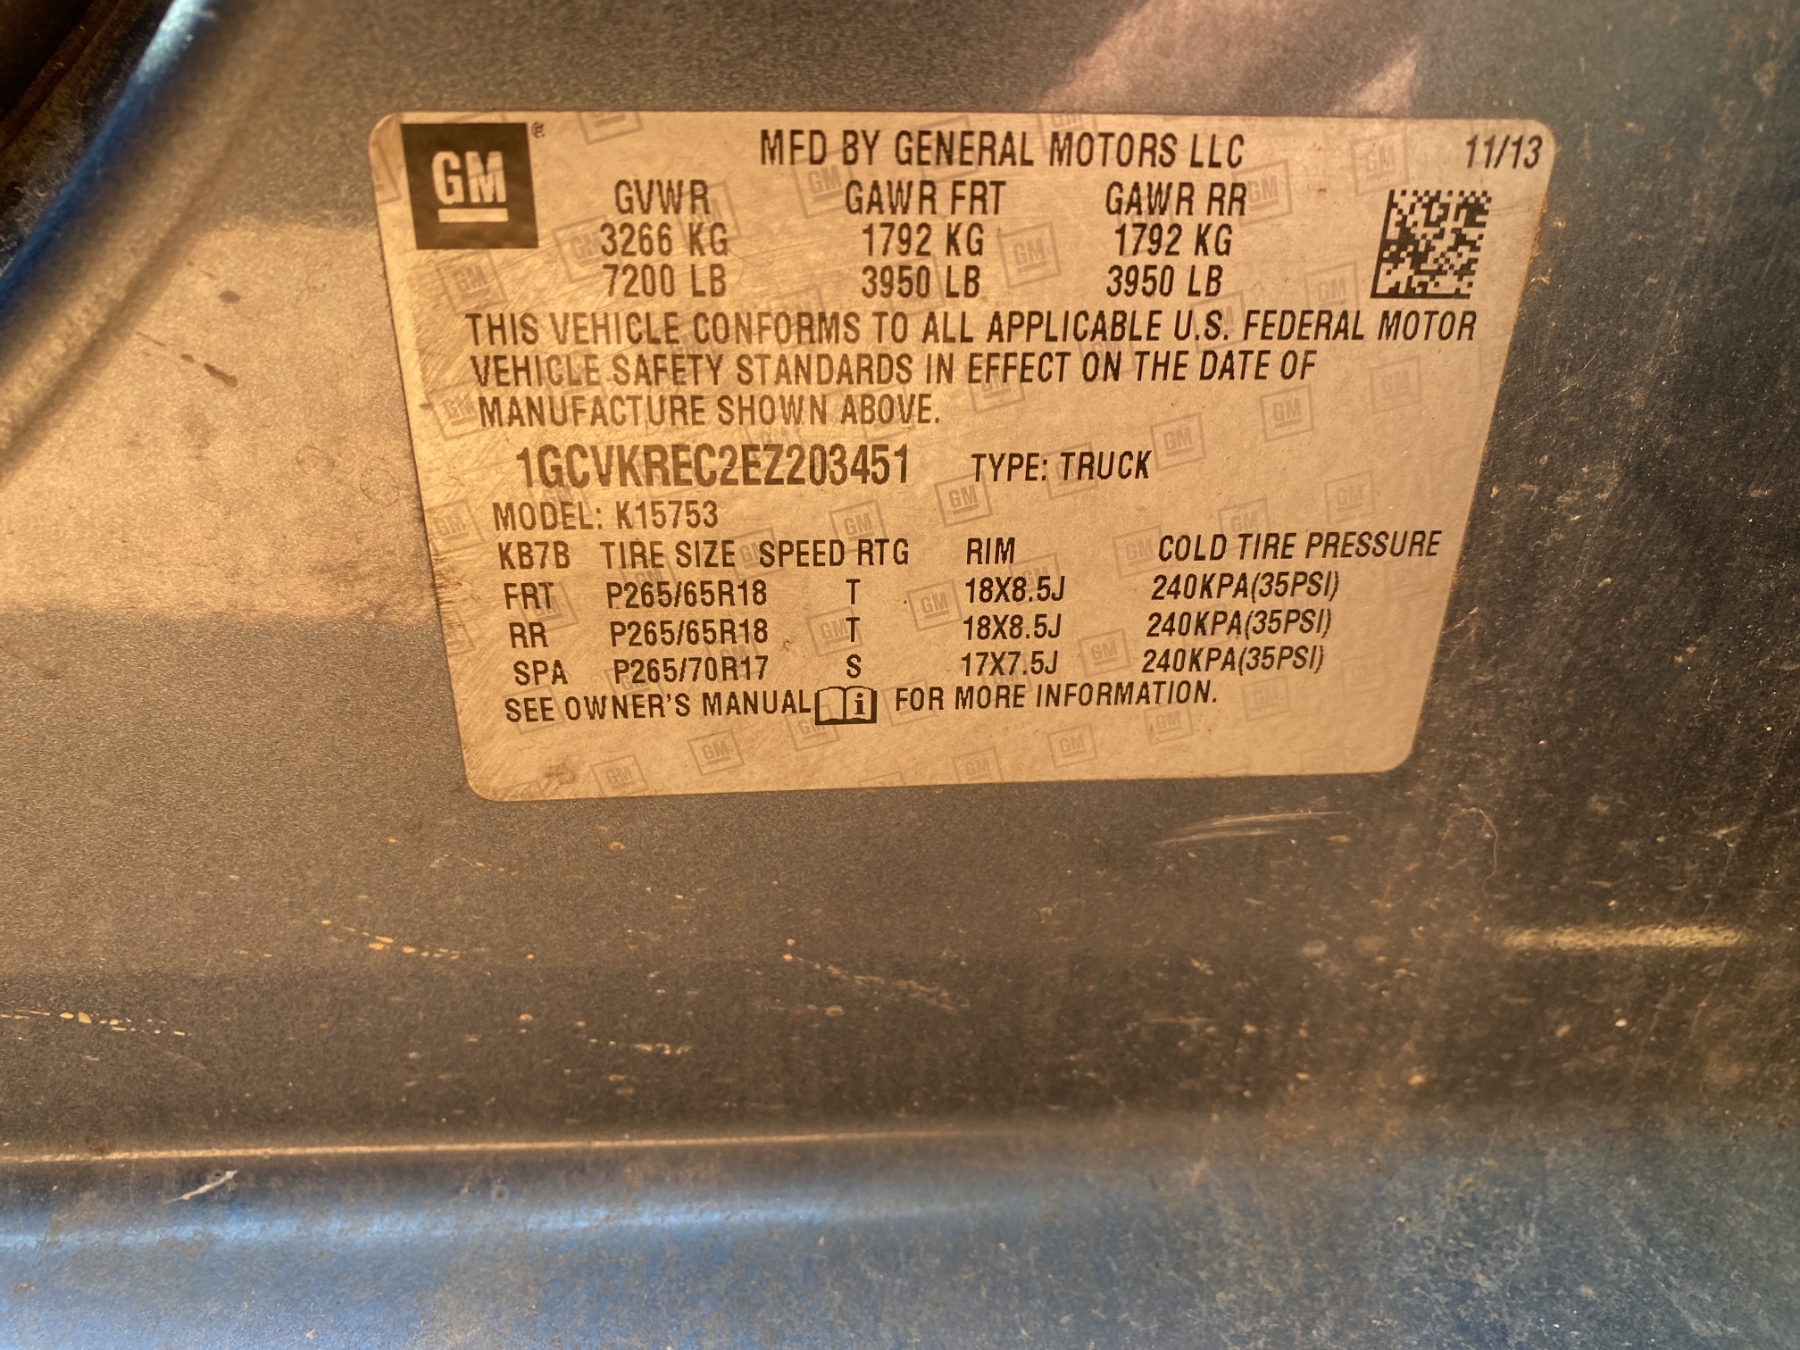 GM ®
MFD BY GENERAL MOTORS LLC 11/13
GVWR GAWR FRT GAWR RR
3266 KG 1792 KG 1792 KG
7200 LB 3950 LB 3950 LB
THIS VEHICLE CONFORMS TO ALL APPLICABLE U.S. FEDERAL MOTOR
VEHICLE SAFETY STANDARDS IN EFFECT ON THE DATE OF
MANUFACTURE SHOWN ABOVE.
1GCVKREC2EZ203451 TYPE: TRUCK
MODEL: K15753
KB7B TIRE SIZE SPEED RTG RIM COLD TIRE PRESSURE
FRT P265/65R18 T 18X8.5J 240KPA(35PSI)
RR P265/65R18 T 18X8.5J 240KPA(35PSI)
SPA P265/70R17 S 17X7.5J 240KPA(35PSI)
SEE OWNER'S MANUAL i FOR MORE INFORMATION.